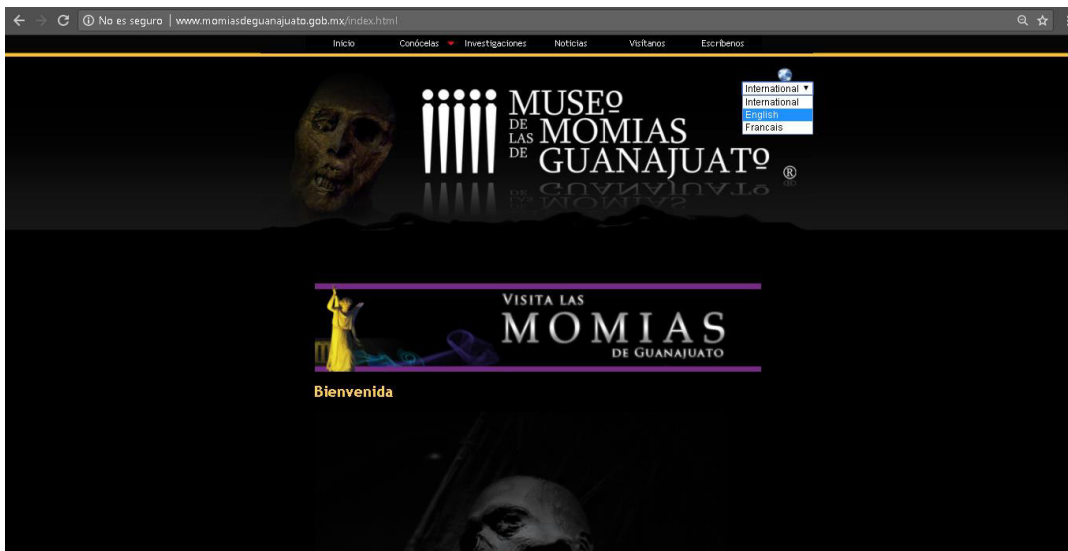 No es seguro | www.momiasdeguanajuato.gob.mx/index.html
Inicio Conócelas Investigaciones Noticias Visítanos Escríbenos
International
International
English
Francais
MUSEO
DE LAS MOMIAS
DE GUANAJUATO ®
VISITA LAS
MOMIAS
DE GUANAJUATO
Bienvenida